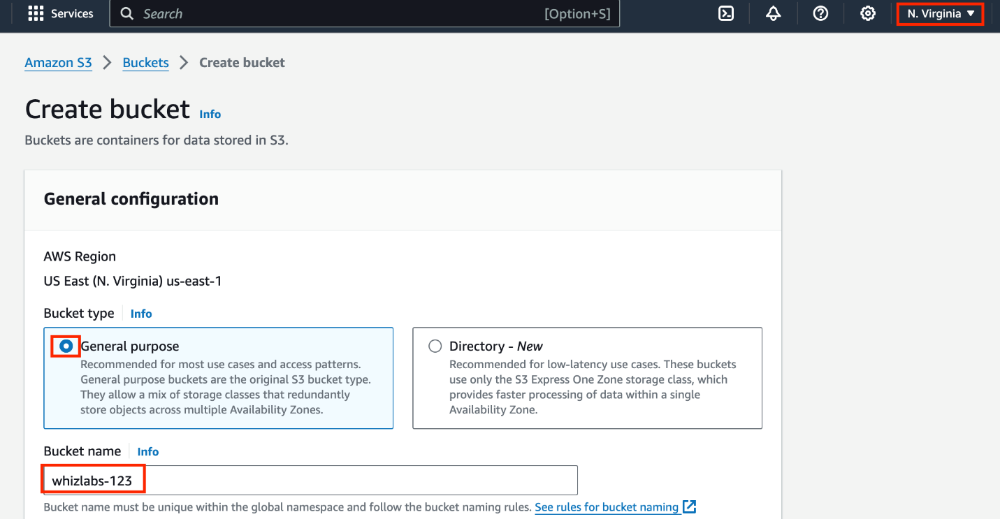 Services
Search [Option+S]
N. Virginia ▼
Amazon S3 > Buckets > Create bucket
Create bucket Info
Buckets are containers for data stored in S3.
General configuration
AWS Region
US East (N. Virginia) us-east-1
Bucket type Info
General purpose
Recommended for most use cases and access patterns.
General purpose buckets are the original S3 bucket type.
They allow a mix of storage classes that redundantly
store objects across multiple Availability Zones.
Directory - New
Recommended for low-latency use cases. These buckets
use only the S3 Express One Zone storage class, which
provides faster processing of data within a single
Availability Zone.
Bucket name Info
whizlabs-123
Bucket name must be unique within the global namespace and follow the bucket naming rules. See rules for bucket naming